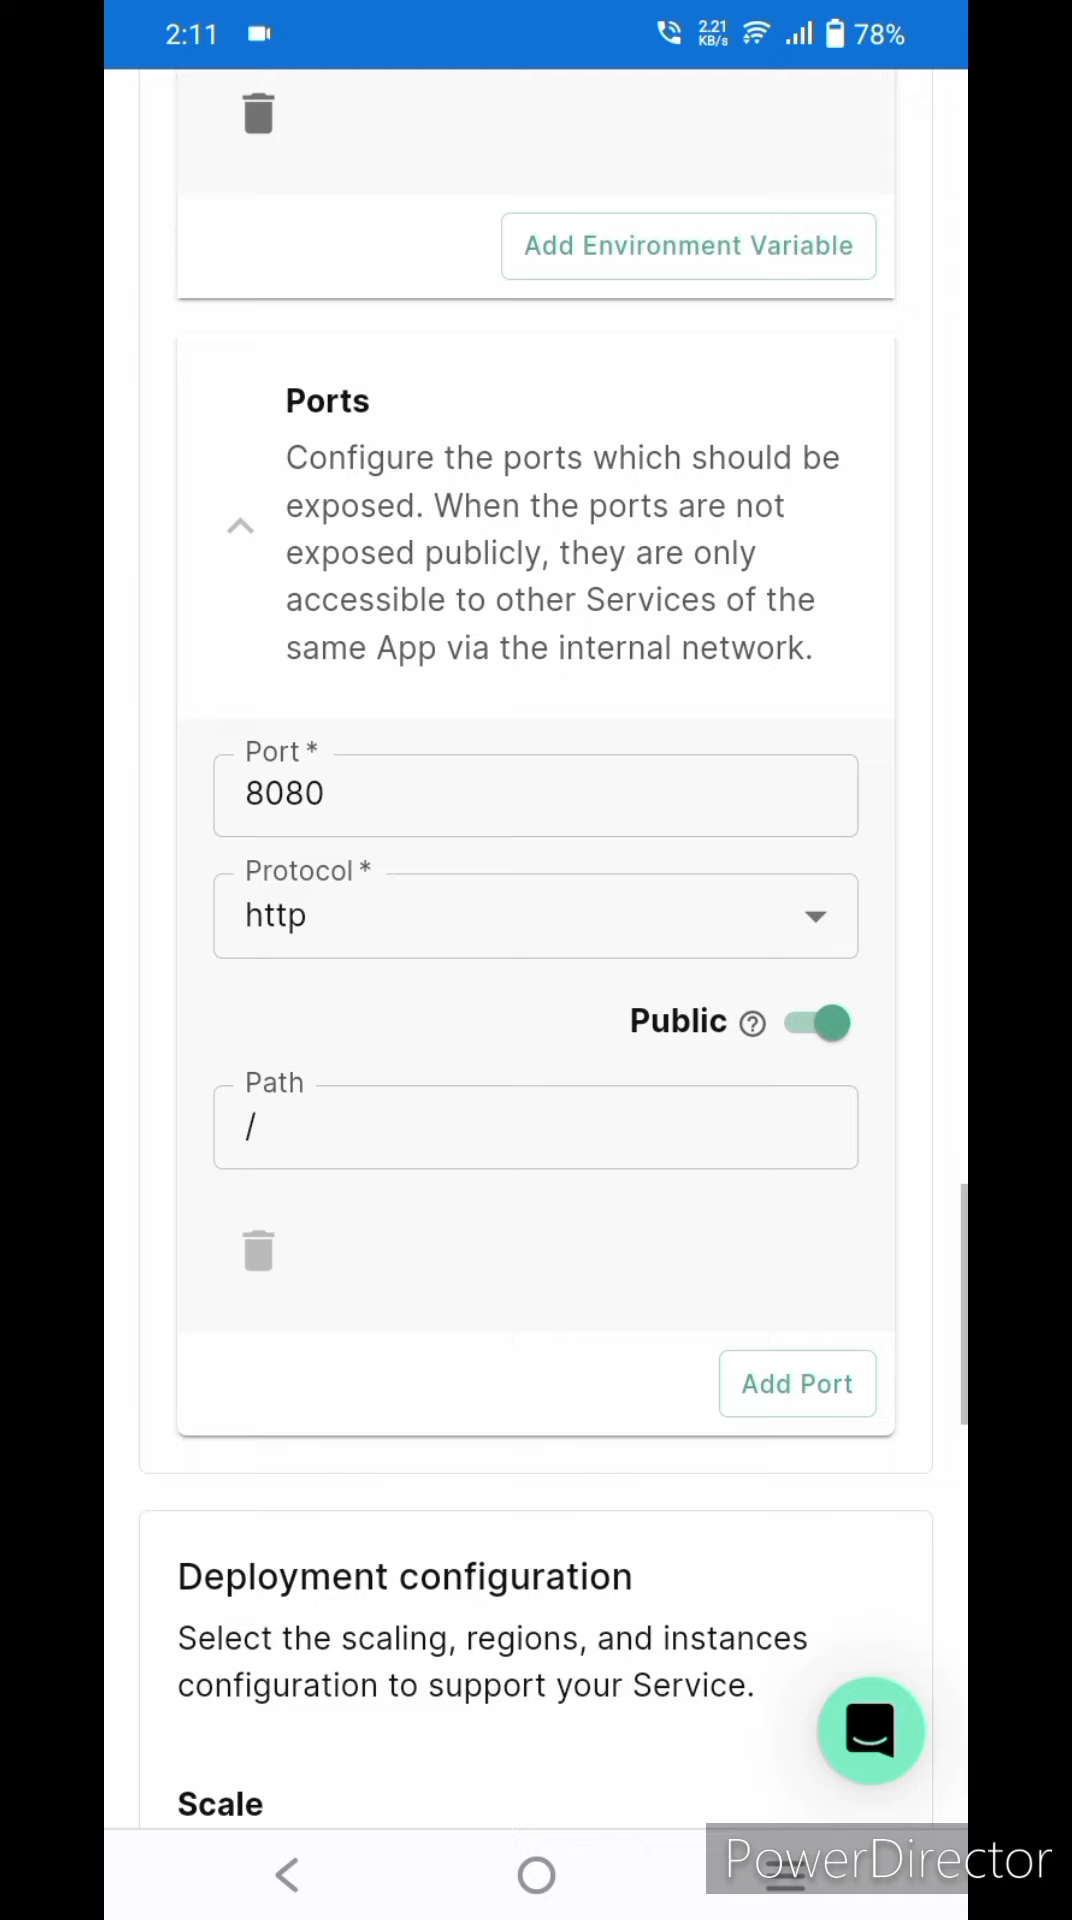 2:11
2.21
KB/s
78%
Add Environment Variable
Ports
Configure the ports which should be
exposed. When the ports are not
exposed publicly, they are only
accessible to other Services of the
same App via the internal network.
Port *
8080
Protocol *
http
Public
Path
/
Add Port
Deployment configuration
Select the scaling, regions, and instances
configuration to support your Service.
Scale
PowerDirector